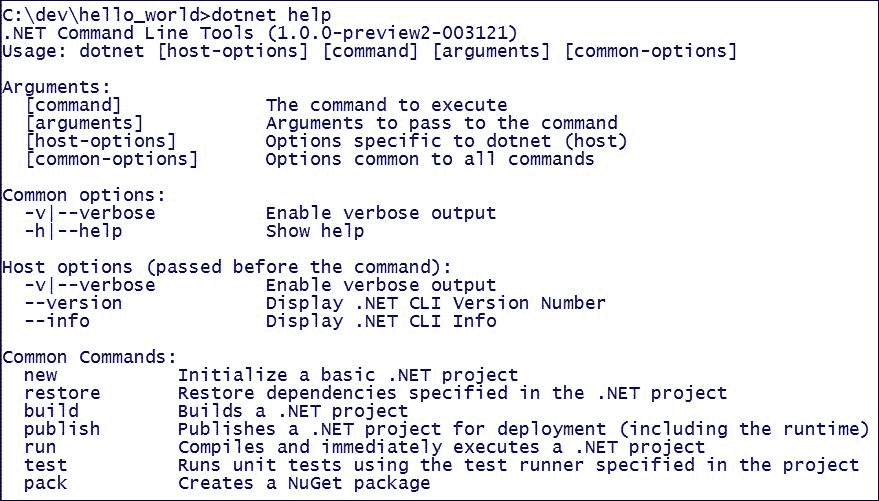 C:\dev\hello_world>dotnet help
.NET Command Line Tools (1.0.0-preview2-003121)
Usage: dotnet [host-options] [command] [arguments] [common-options]
Arguments:
[command] The command to execute
[arguments] Arguments to pass to the command
[host-options] Options specific to dotnet (host)
[common-options] Options common to all commands
Common options:
-v|--verbose Enable verbose output
-h|--help Show help
Host options (passed before the command):
-v|--verbose Enable verbose output
--version Display .NET CLI Version Number
--info Display .NET CLI Info
Common Commands:
new Initialize a basic .NET project
restore Restore dependencies specified in the .NET project
build Builds a .NET project
publish Publishes a .NET project for deployment (including the runtime)
run Compiles and immediately executes a .NET project
test Runs unit tests using the test runner specified in the project
pack Creates a NuGet package